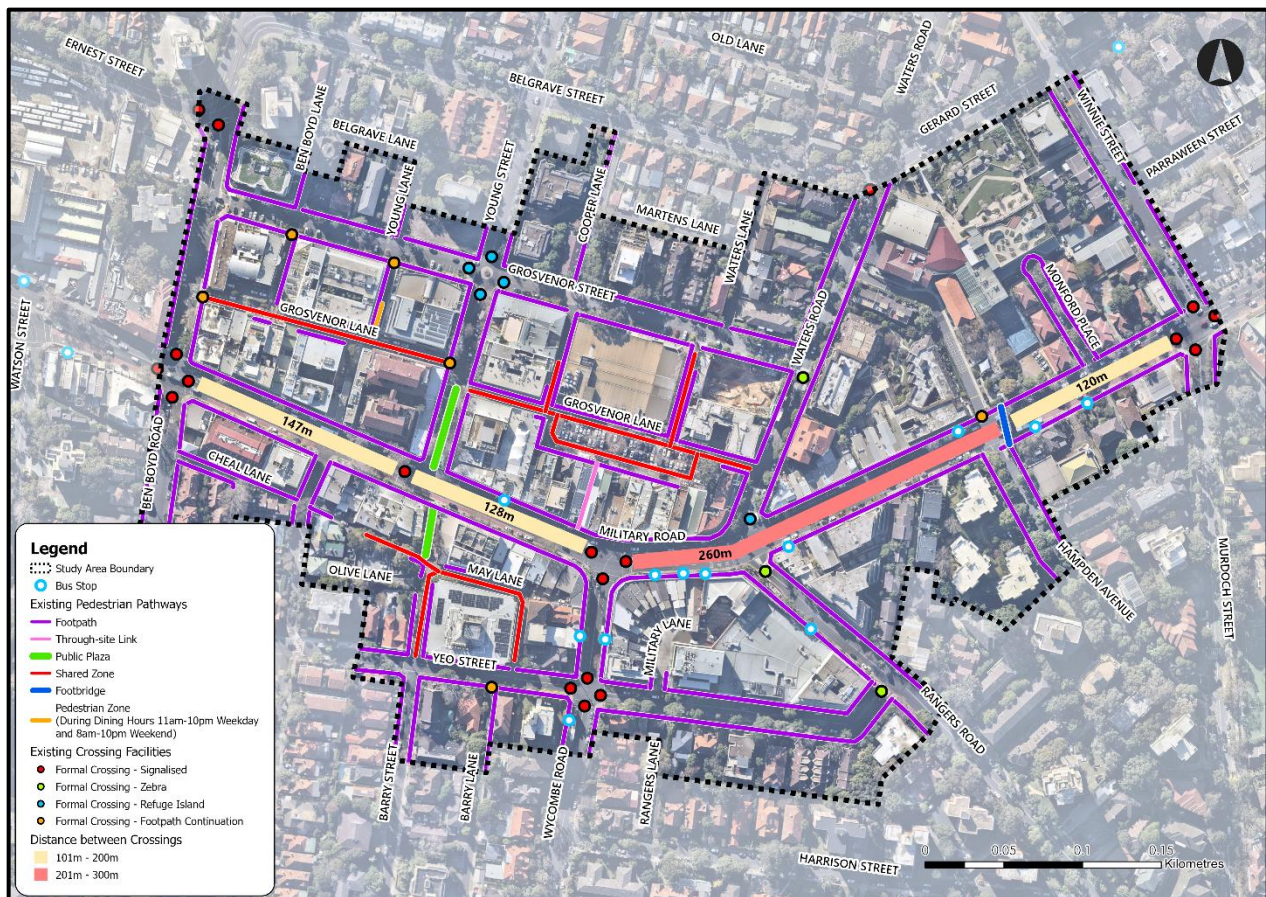 ERNEST STREET
OLD LANE
WATERS ROAD
BELGRAVE STREET
GERARD STREET
WINNIE STREET
BEN BOYD LANE
BELGRAVE LANE
PARRAWEEN STREET
YOUNG LANE
YOUNG STREET
COOPER LANE
MARTENS LANE
WATERS LANE
GROSVENOR STREET
MONFORD PLACE
WATSON STREET
GROSVENOR LANE
WATERS ROAD
120m
GROSVENOR LANE
147m
BEN BOYD ROAD
CHEAL LANE
128m
MILITARY ROAD
260m
HAMPDEN AVENUE
MURDOCH STREET
OLIVE LANE
MAY LANE
MILITARY LANE
YEO STREET
RANGERS ROAD
BARRY STREET
BARRY LANE
WYCOMBE ROAD
RANGERS LANE
HARRISON STREET
Legend
Study Area Boundary
Bus Stop
Existing Pedestrian Pathways
Footpath
Through-site Link
Public Plaza
Shared Zone
Footbridge
Pedestrian Zone
(During Dining Hours 11am-10pm Weekday
and 8am-10pm Weekend)
Existing Crossing Facilities
Formal Crossing - Signalised
Formal Crossing - Zebra
Formal Crossing - Refuge Island
Formal Crossing - Footpath Continuation
Distance between Crossings
101m - 200m
201m - 300m
0 0.05 0.1 0.15
Kilometres